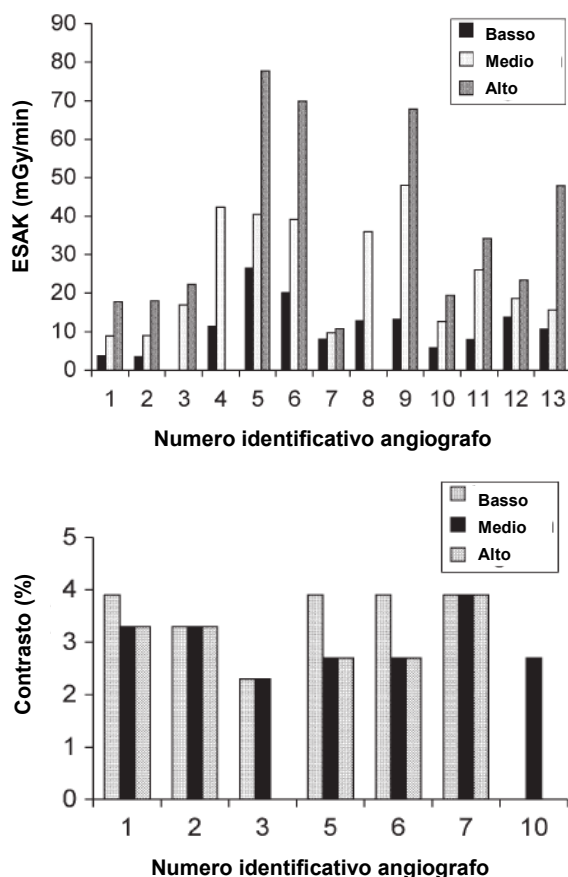 90
80
70
60
50
40
30
20
10
0
ESAK (mGy/min)
Basso
Medio
Alto
1 2 3 4 5 6 7 8 9 10 11 12 13
Numero identificativo angiografo
5
4
3
2
1
0
Contrasto (%)
Basso
Medio
Alto
1 2 3 5 6 7 10
Numero identificativo angiografo